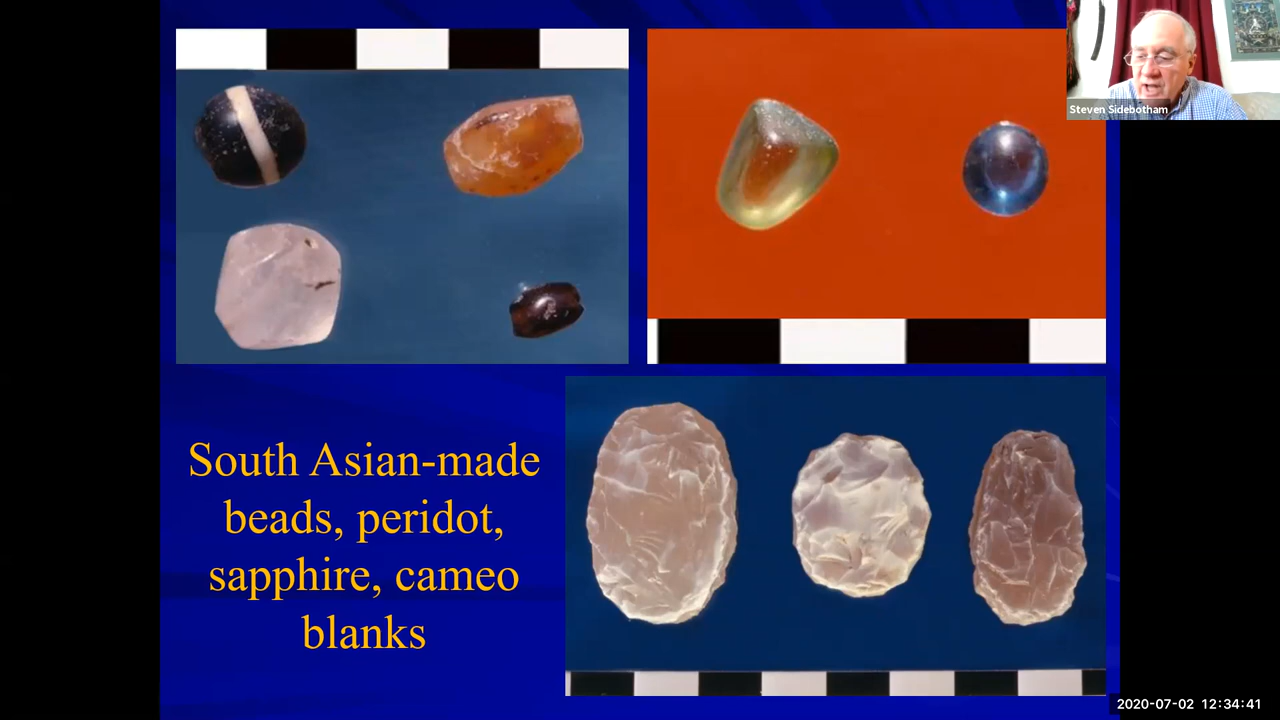 Steven Sidebotham
South Asian-made
beads, peridot,
sapphire, cameo
blanks
2020-07-02 12:34:41